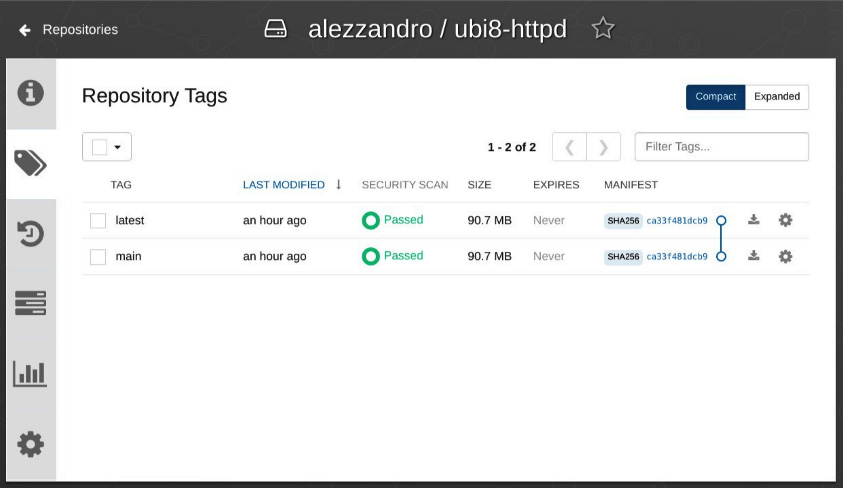 Repositories
alezzandro / ubi8-httpd
Repository Tags
Compact Expanded
1 - 2 of 2
Filter Tags...
TAG LAST MODIFIED ↓ SECURITY SCAN SIZE EXPIRES MANIFEST
latest an hour ago Passed 90.7 MB Never SHA256 ca33f481dcb9
main an hour ago Passed 90.7 MB Never SHA256 ca33f481dcb9